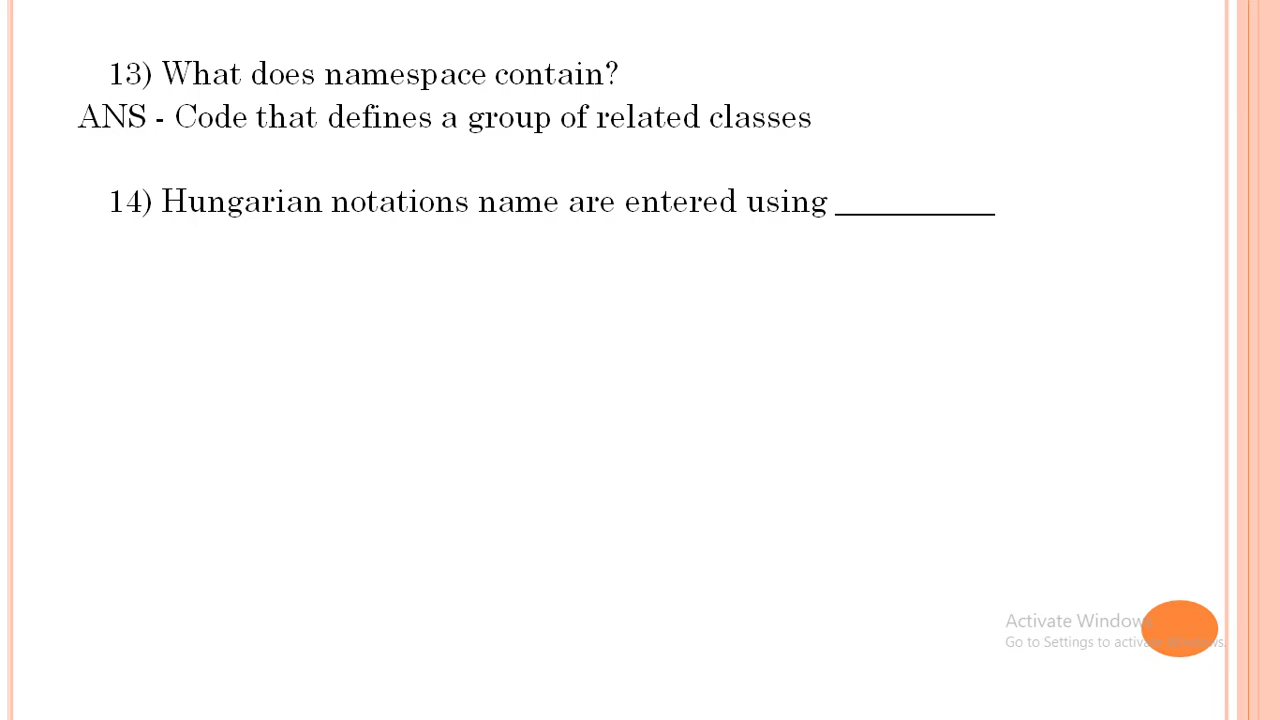 13) What does namespace contain?
ANS - Code that defines a group of related classes
14) Hungarian notations name are entered using __________
Activate Windows
Go to Settings to activate Windows.